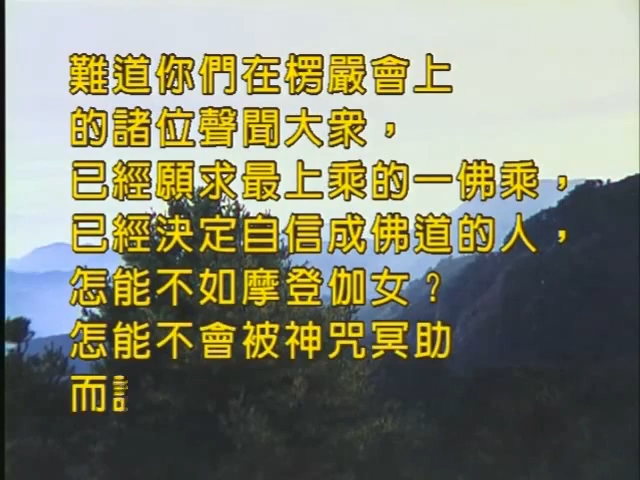 難道你們在楞嚴會上
的諸位聲聞大衆，
已經願求最上乘的一佛乘，
已經決定自信成佛道的人，
怎能不如摩登伽女？
怎能不會被神咒冥助
而